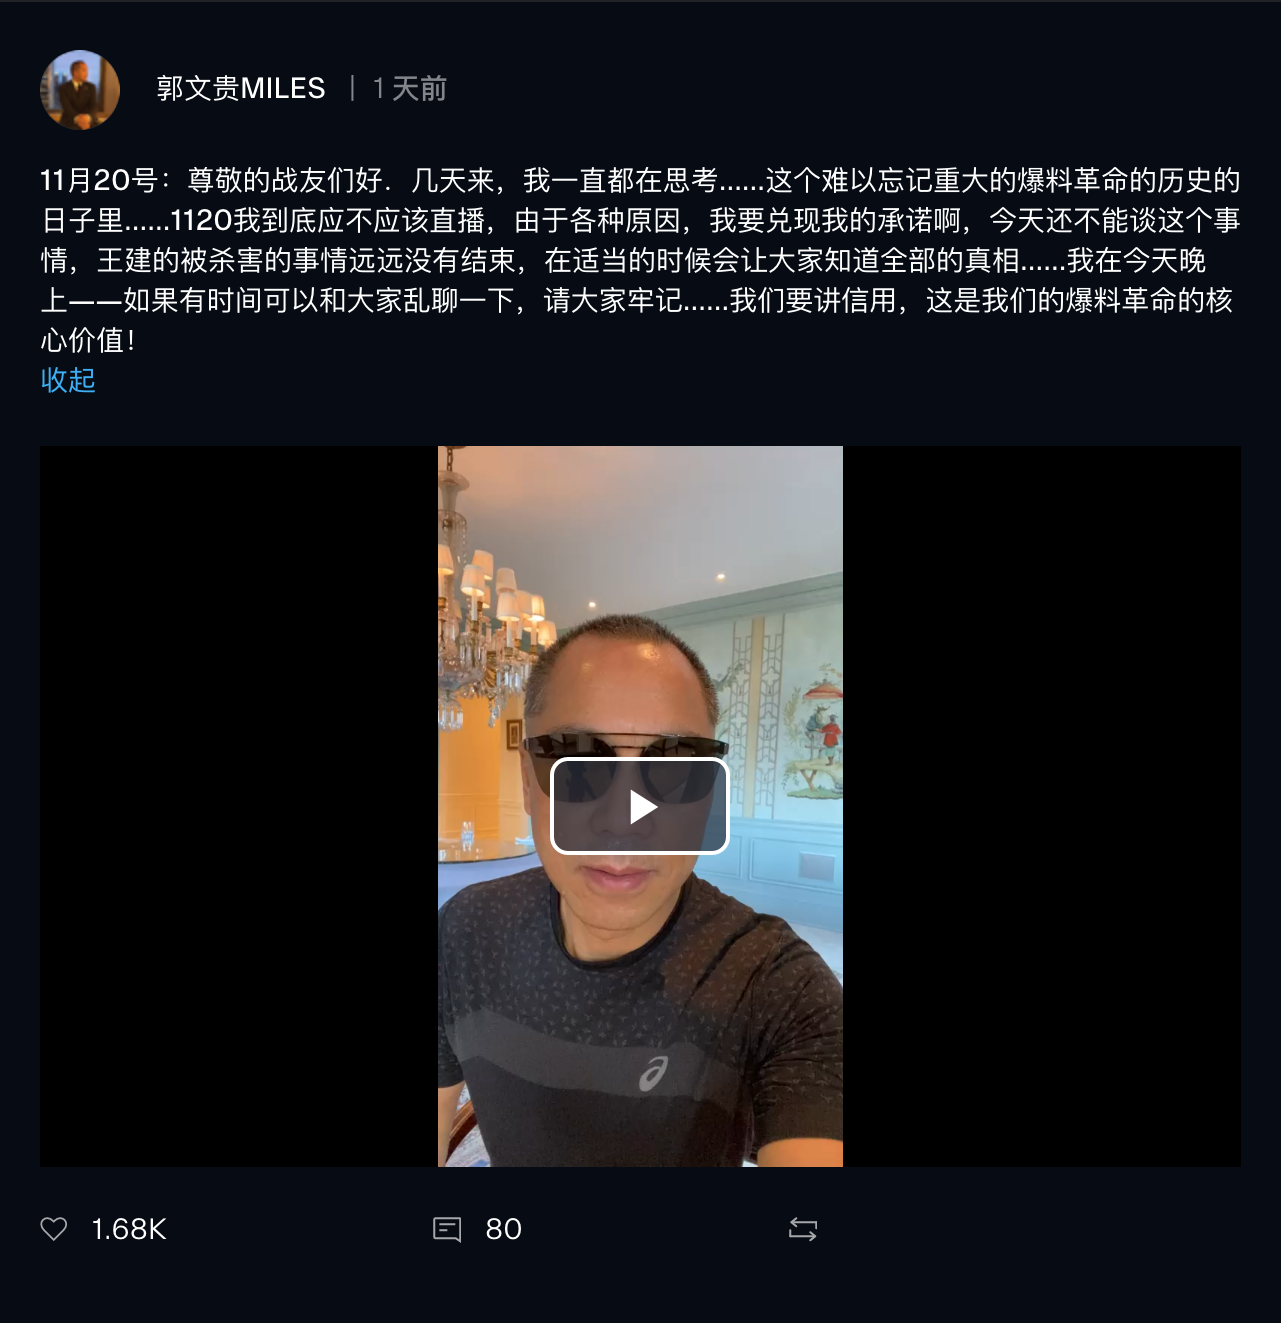 郭文贵MILES | 1 天前
11月20号：尊敬的战友们好．几天来，我一直都在思考......这个难以忘记重大的爆料革命的历史的
日子里......1120我到底应不应该直播，由于各种原因，我要兑现我的承诺啊，今天还不能谈这个事
情，王建的被杀害的事情远远没有结束，在适当的时候会让大家知道全部的真相......我在今天晚
上——如果有时间可以和大家乱聊一下，请大家牢记......我们要讲信用，这是我们的爆料革命的核
心价值！
收起
1.68K 80